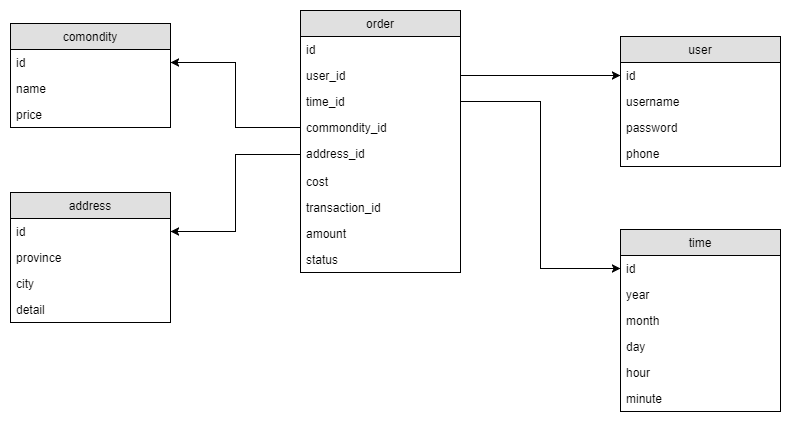 comondity
id
name
price
address
id
province
city
detail
order
id
user_id
time_id
commondity_id
address_id
cost
transaction_id
amount
status
user
id
username
password
phone
time
id
year
month
day
hour
minute